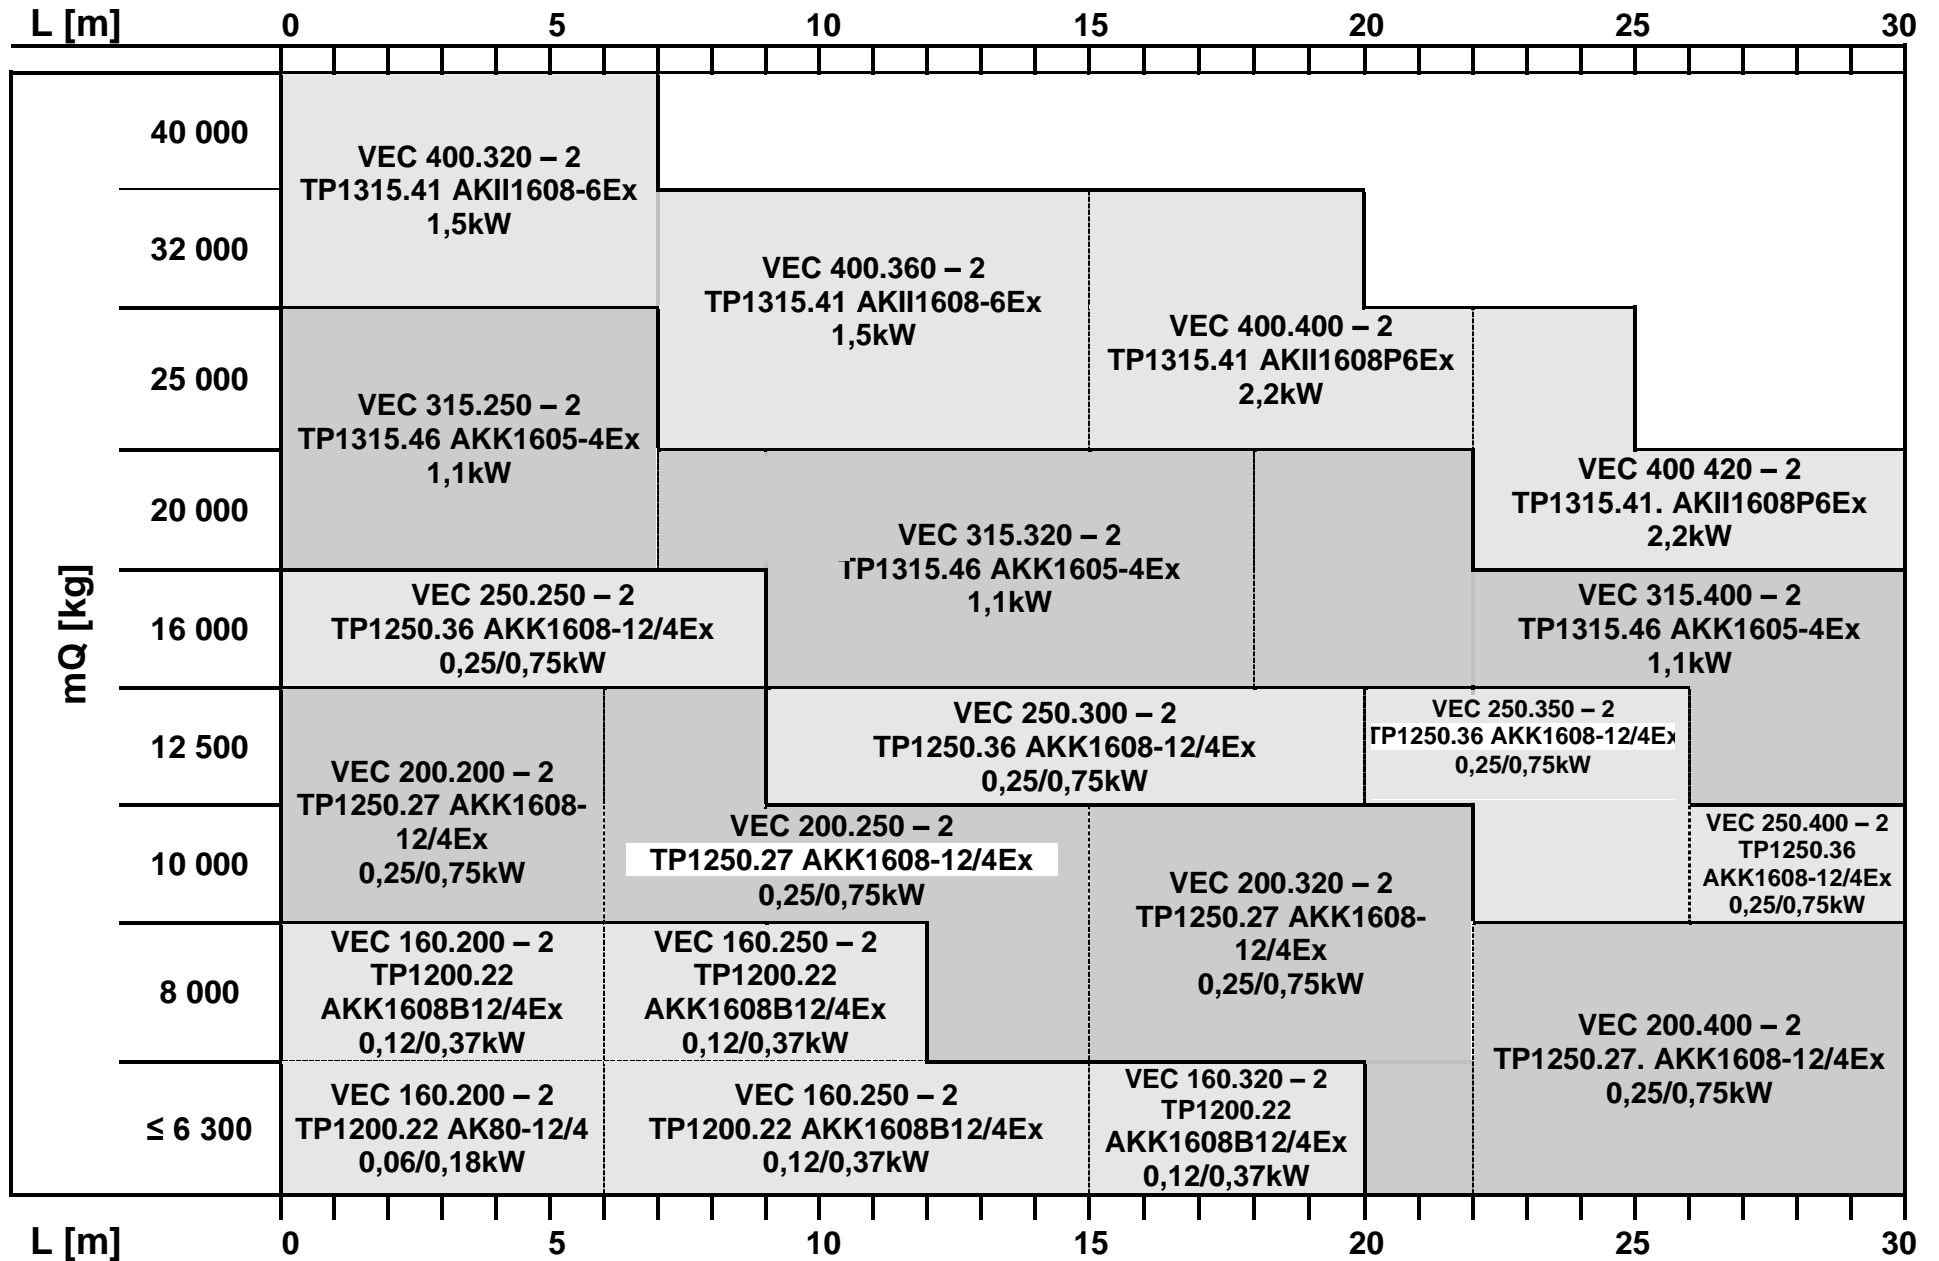 L [m] 0 5 10 15 20 25 30
mQ [kg]
40 000
VEC 400.320 – 2
TP1315.41 AKII1608-6Ex
1,5kW
32 000
VEC 400.360 – 2
TP1315.41 AKII1608-6Ex
1,5kW
25 000
VEC 400.400 – 2
TP1315.41 AKII1608P6Ex
2,2kW
VEC 315.250 – 2
TP1315.46 AKK1605-4Ex
1,1kW
20 000
VEC 400 420 – 2
TP1315.41. AKII1608P6Ex
2,2kW
VEC 315.320 – 2
TP1315.46 AKK1605-4Ex
1,1kW
16 000
VEC 250.250 – 2
TP1250.36 AKK1608-12/4Ex
0,25/0,75kW
VEC 315.400 – 2
TP1315.46 AKK1605-4Ex
1,1kW
12 500
VEC 250.300 – 2
TP1250.36 AKK1608-12/4Ex
0,25/0,75kW
VEC 250.350 – 2
TP1250.36 AKK1608-12/4Ex
0,25/0,75kW
VEC 200.200 – 2
TP1250.27 AKK1608-
12/4Ex
0,25/0,75kW
10 000
VEC 200.250 – 2
TP1250.27 AKK1608-12/4Ex
0,25/0,75kW
VEC 200.320 – 2
TP1250.27 AKK1608-
12/4Ex
0,25/0,75kW
VEC 250.400 – 2
TP1250.36
AKK1608-12/4Ex
0,25/0,75kW
8 000
VEC 160.200 – 2
TP1200.22
AKK1608B12/4Ex
0,12/0,37kW
VEC 160.250 – 2
TP1200.22
AKK1608B12/4Ex
0,12/0,37kW
VEC 200.400 – 2
TP1250.27. AKK1608-12/4Ex
0,25/0,75kW
≤ 6 300
VEC 160.200 – 2
TP1200.22 AK80-12/4
0,06/0,18kW
VEC 160.250 – 2
TP1200.22 AKK1608B12/4Ex
0,12/0,37kW
VEC 160.320 – 2
TP1200.22
AKK1608B12/4Ex
0,12/0,37kW
L [m] 0 5 10 15 20 25 30